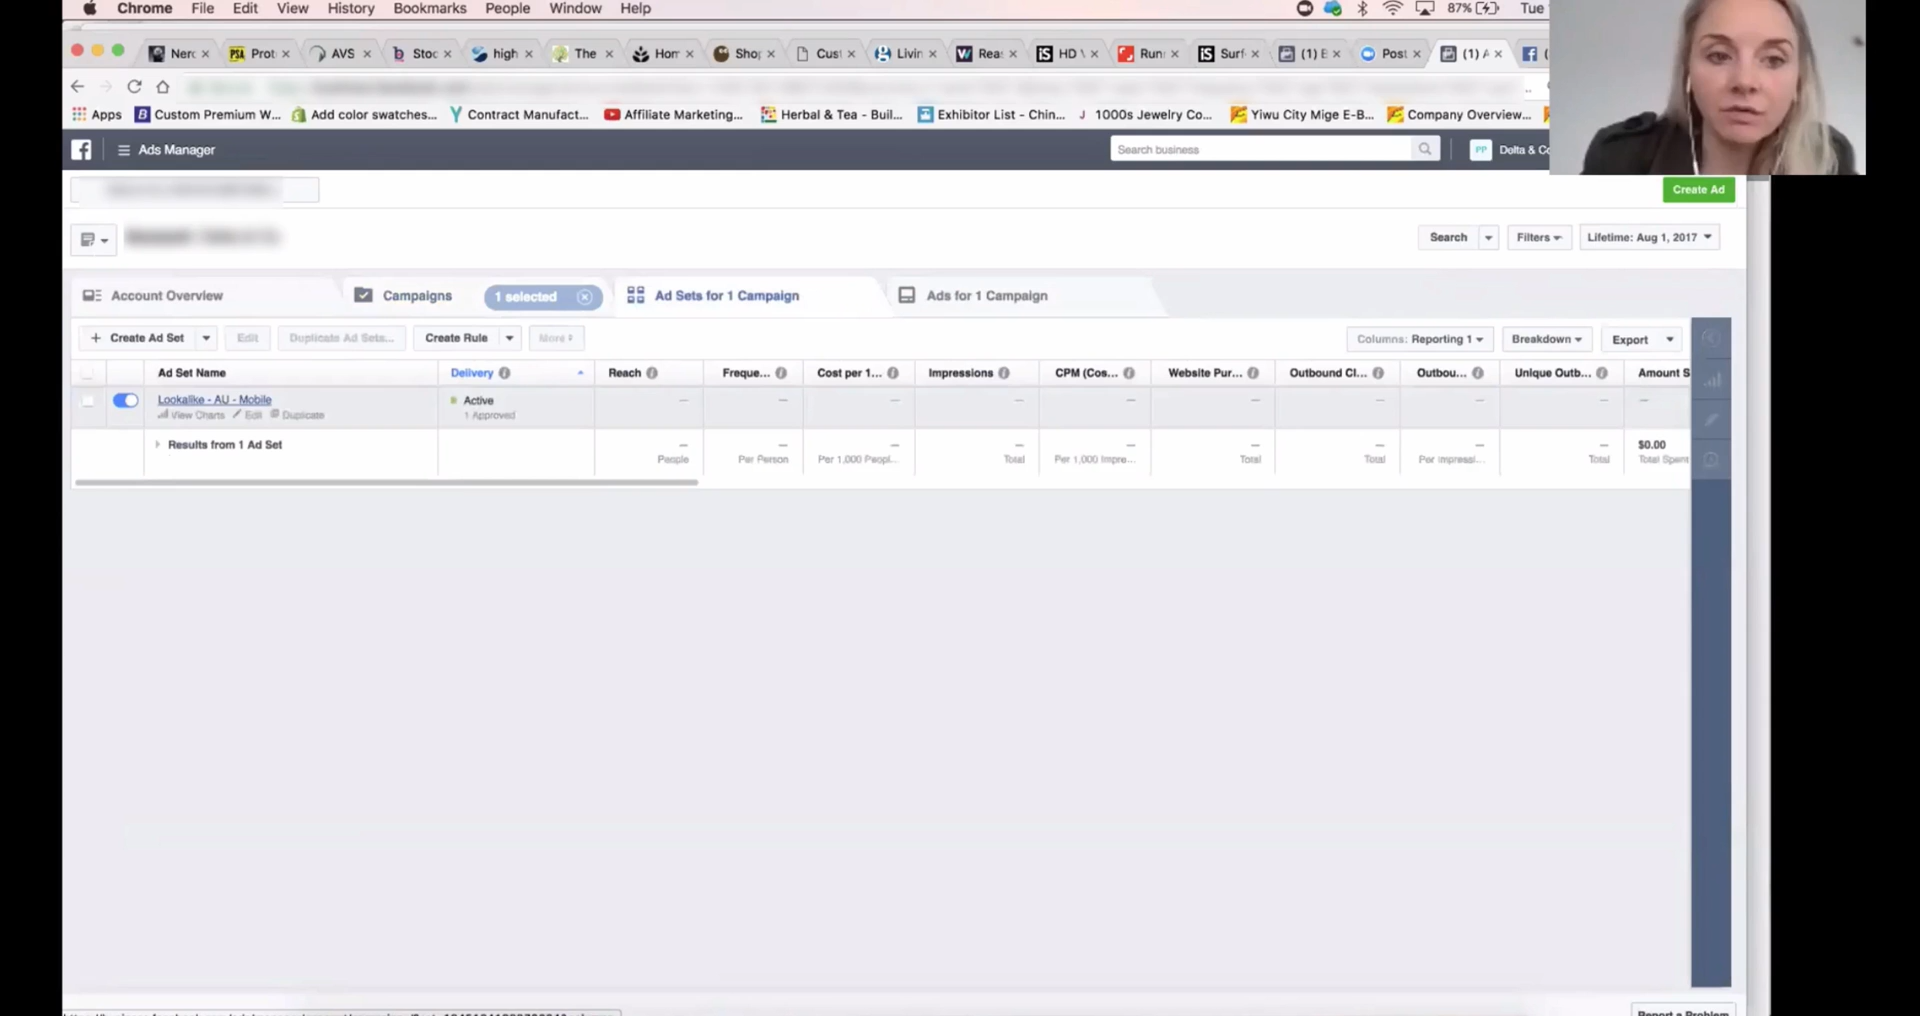 Chrome File Edit View History Bookmarks People Window Help 87% Tue
Nerc PSA Prot AVS Stoc high The Hom Shop Cust Livin Rea: iS HD Run: iS Surf (1) E Post (1) A
Apps Custom Premium W... Add color swatches... Contract Manufact... Affiliate Marketing... Herbal & Tea - Buil... Exhibitor List - Chin... J 1000s Jewelry Co... Yiwu City Mige E-B... Company Overview...
Ads Manager Search business PP Delta & Co
Create Ad
Search Filters Lifetime: Aug 1, 2017
Account Overview Campaigns 1 selected Ad Sets for 1 Campaign Ads for 1 Campaign
+ Create Ad Set Edit Duplicate Ad Sets... Create Rule More Columns: Reporting 1 Breakdown Export
Ad Set Name Delivery Reach Freque... Cost per 1... Impressions CPM (Cos... Website Pur... Outbound Cl... Outbou... Unique Outb... Amount S
Lookalike - AU - Mobile Active — — — — — — — — — —
View Charts Edit Duplicate 1 Approved
Results from 1 Ad Set — — — — — — — — — $0.00
People Per Person Per 1,000 Peopl... Total Per 1,000 Impre... Total Total Per Impressi... Total Total Spent
Report a Problem